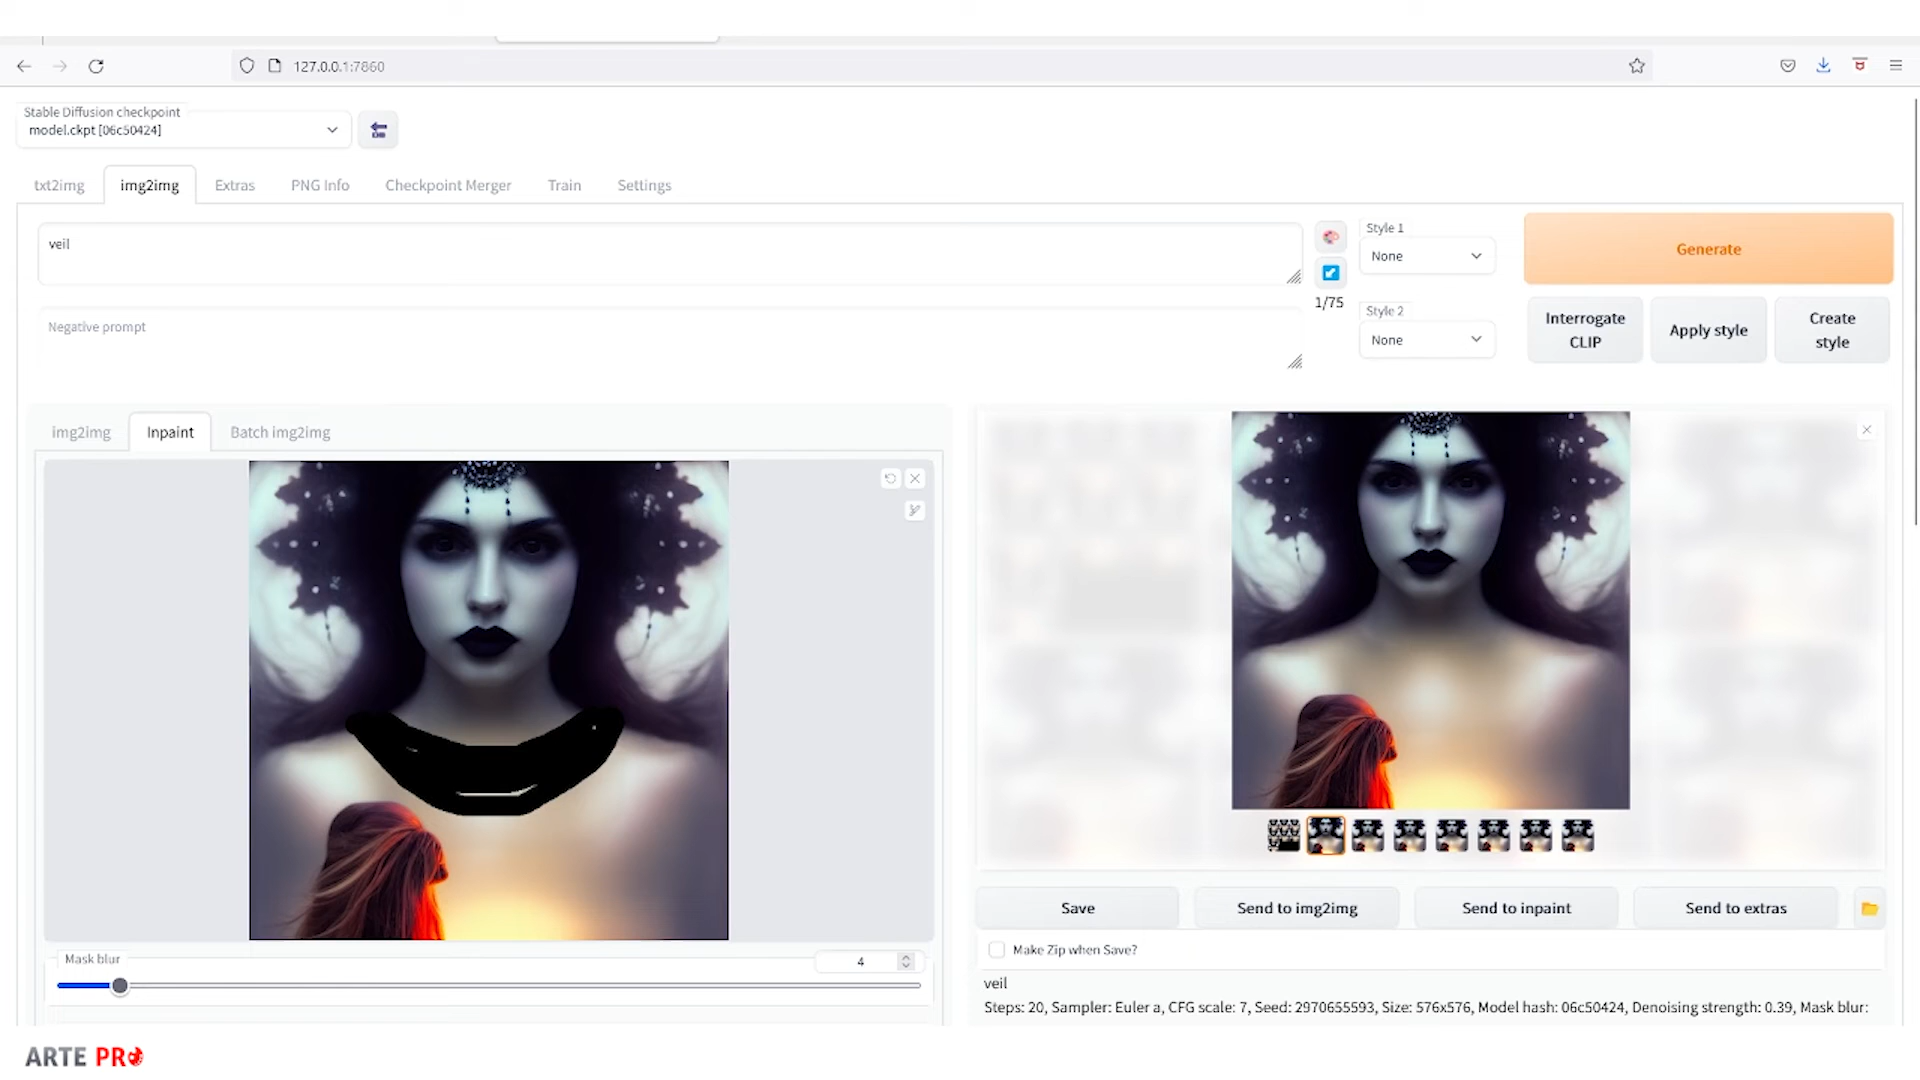 127.0.0.1:7860
Stable Diffusion checkpoint
model.ckpt [06c50424]
txt2img
img2img
Extras
PNG Info
Checkpoint Merger
Train
Settings
veil
Negative prompt
1/75
Style 1
None
Style 2
None
Generate
Interrogate
CLIP
Apply style
Create
style
img2img
Inpaint
Batch img2img
Mask blur
4
Save
Send to img2img
Send to inpaint
Send to extras
Make Zip when Save?
veil
Steps: 20, Sampler: Euler a, CFG scale: 7, Seed: 2970655593, Size: 576x576, Model hash: 06c50424, Denoising strength: 0.39, Mask blur:
ARTE PRO